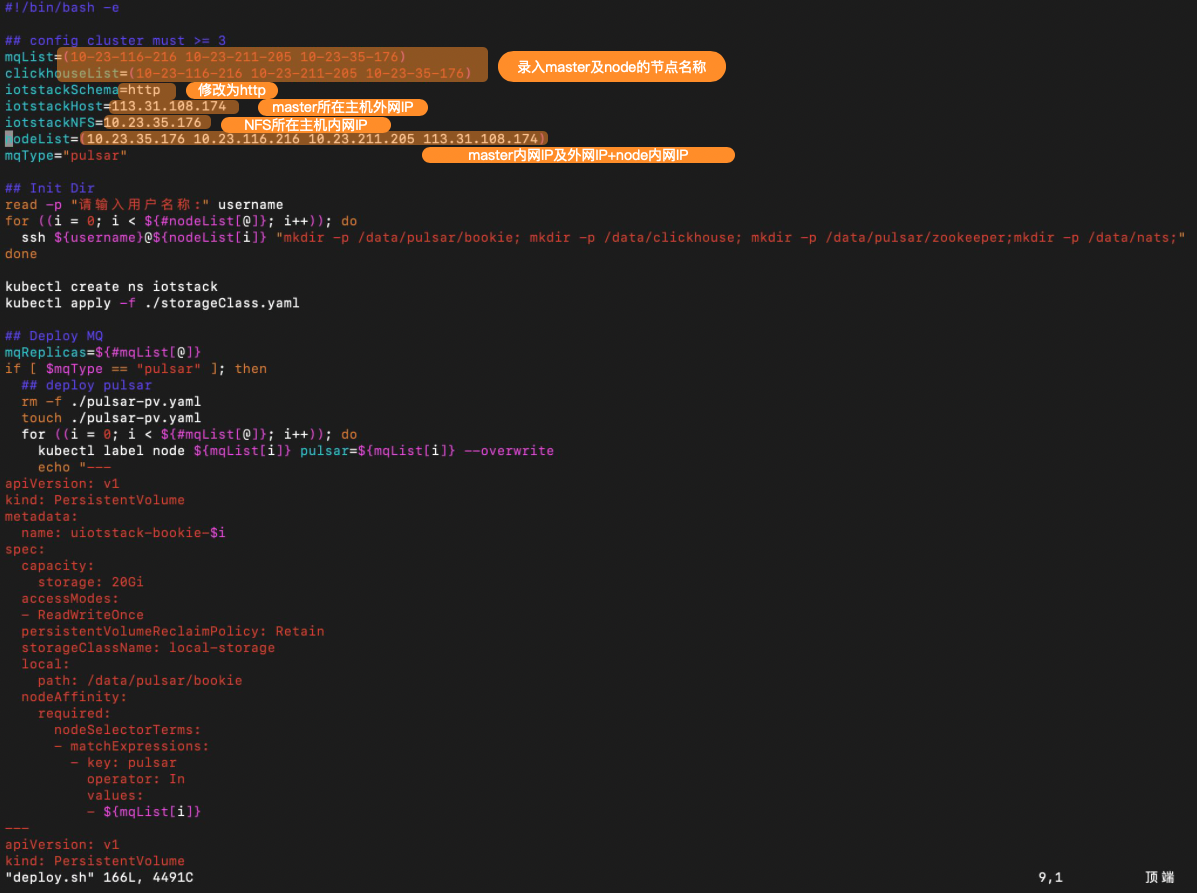 #!/bin/bash -e
## config cluster must >= 3
mqList=(10-23-116-216 10-23-211-205 10-23-35-176)
录入master及node的节点名称
clickhouseList=(10-23-116-216 10-23-211-205 10-23-35-176)
iotstackSchema=http
修改为http
iotstackHost=113.31.108.174
master所在主机外网IP
iotstackNFS=10.23.35.176
NFS所在主机内网IP
nodeList=(10.23.35.176 10.23.116.216 10.23.211.205 113.31.108.174)
mqType="pulsar"
master内网IP及外网IP+node内网IP
## Init Dir
read -p "请输入用户名称:" username
for ((i = 0; i < ${#nodeList[@]}; i++)); do
  ssh ${username}@${nodeList[i]} "mkdir -p /data/pulsar/bookie; mkdir -p /data/clickhouse; mkdir -p /data/pulsar/zookeeper;mkdir -p /data/nats;"
done
kubectl create ns iotstack
kubectl apply -f ./storageClass.yaml
## Deploy MQ
mqReplicas=${#mqList[@]}
if [ $mqType == "pulsar" ]; then
  ## deploy pulsar
  rm -f ./pulsar-pv.yaml
  touch ./pulsar-pv.yaml
  for ((i = 0; i < ${#mqList[@]}; i++)); do
    kubectl label node ${mqList[i]} pulsar=${mqList[i]} --overwrite
    echo "---
apiVersion: v1
kind: PersistentVolume
metadata:
  name: uiotstack-bookie-$i
spec:
  capacity:
    storage: 20Gi
  accessModes:
  - ReadWriteOnce
  persistentVolumeReclaimPolicy: Retain
  storageClassName: local-storage
  local:
    path: /data/pulsar/bookie
  nodeAffinity:
    required:
      nodeSelectorTerms:
      - matchExpressions:
        - key: pulsar
          operator: In
          values:
          - ${mqList[i]}
---
apiVersion: v1
kind: PersistentVolume
"deploy.sh" 166L, 4491C
9,1
顶端